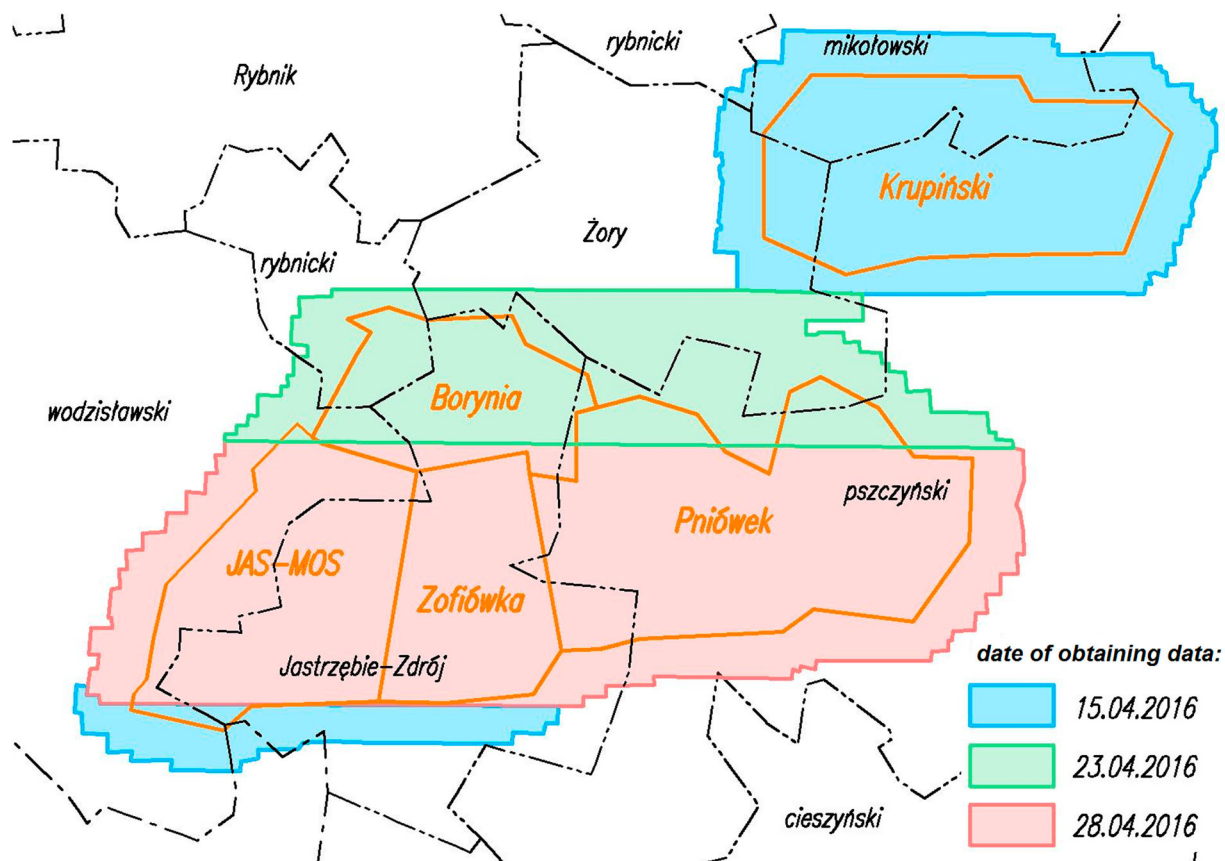 rybnicki
mikołowski
Rybnik
Krupiński
Żory
rybnicki
Borynia
wodzisławski
pszczyński
Pniówek
JAS-MOS
Zofiówka
Jastrzębie-Zdrój
date of obtaining data:
15.04.2016
23.04.2016
cieszyński
28.04.2016